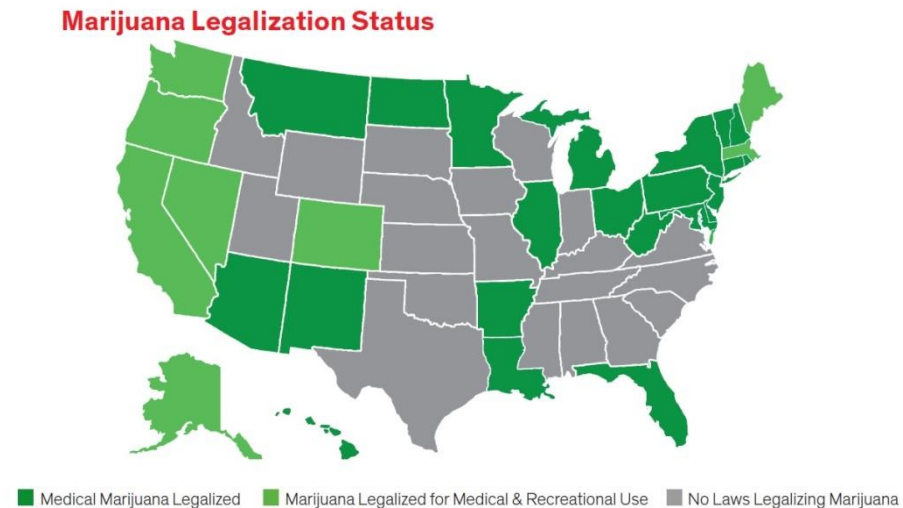 Marijuana Legalization Status
Medical Marijuana Legalized Marijuana Legalized for Medical & Recreational Use No Laws Legalizing Marijuana